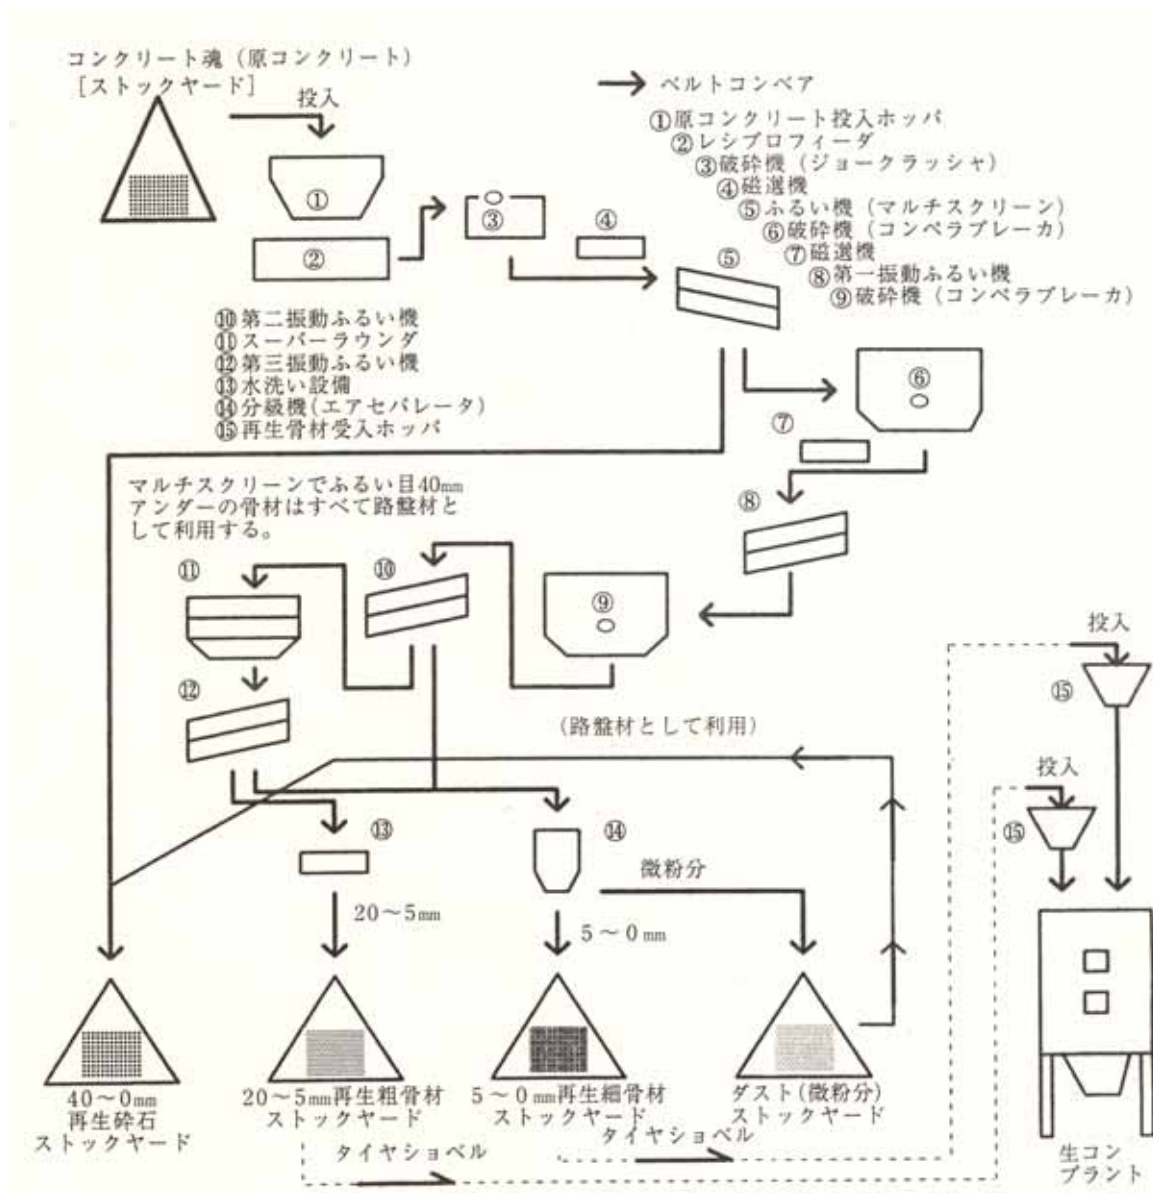 コンクリート魂（原コンクリート）
［ストックヤード］
投入
ベルトコンベア
①原コンクリート投入ホッパ
②レシプロフィーダ
③破砕機（ジョークラッシャ）
④磁選機
⑤ふるい機（マルチスクリーン）
⑥破砕機（コンペラブレーカ）
⑦磁選機
⑧第一振動ふるい機
⑨破砕機（コンペラブレーカ）
①
②
③
④
⑤
⑩第二振動ふるい機
⑪スーパーラウンダ
⑫第三振動ふるい機
⑬水洗い設備
⑭分級機(エアセパレータ)
⑮再生骨材受入ホッパ
⑥
⑦
マルチスクリーンでふるい目40㎜
アンダーの骨材はすべて路盤材と
して利用する。
⑧
⑪
⑩
⑨
投入
⑮
⑫
（路盤材として利用）
投入
⑮
⑬
⑭
微粉分
20～5㎜
5～0㎜
40～0㎜
再生砕石
ストックヤード
20～5㎜再生粗骨材
ストックヤード
5～0㎜再生細骨材
ストックヤード
ダスト(微粉分)
ストックヤード
タイヤショベル
タイヤショベル
生コン
プラント